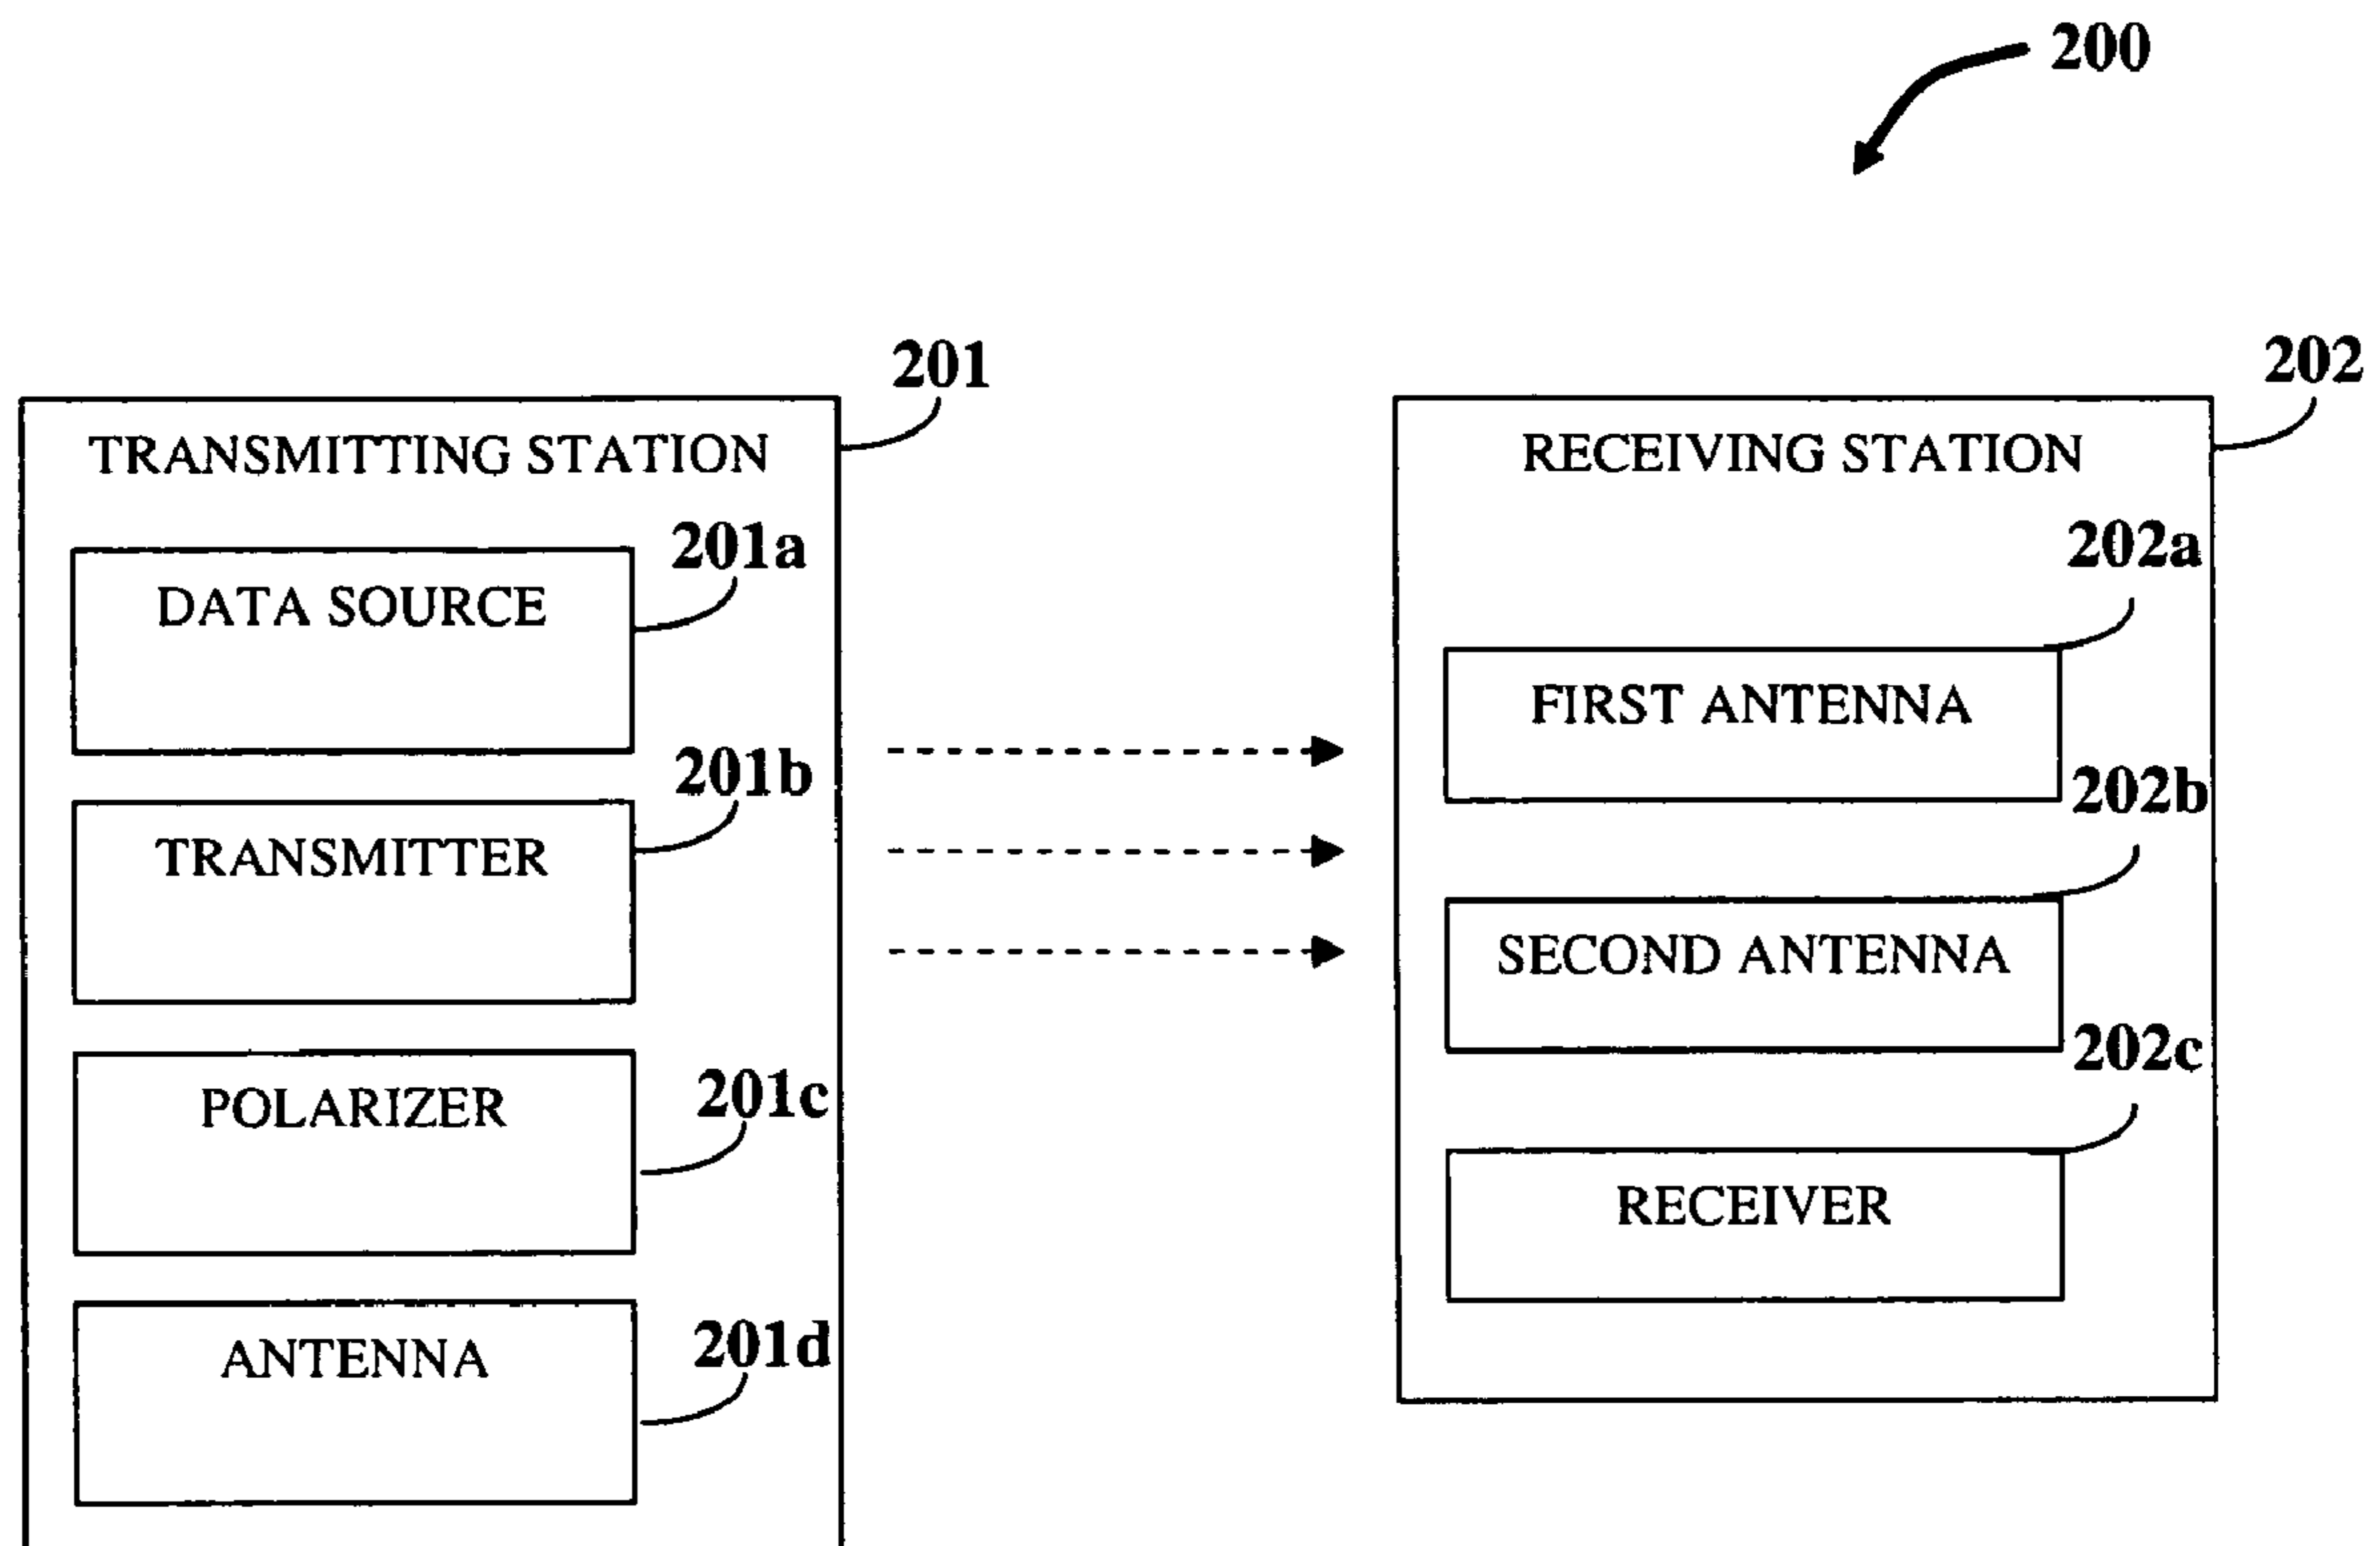 200
201
TRANSMITTING STATION
201a
DATA SOURCE
201b
TRANSMITTER
201c
POLARIZER
201d
ANTENNA
202
RECEIVING STATION
202a
FIRST ANTENNA
202b
SECOND ANTENNA
202c
RECEIVER